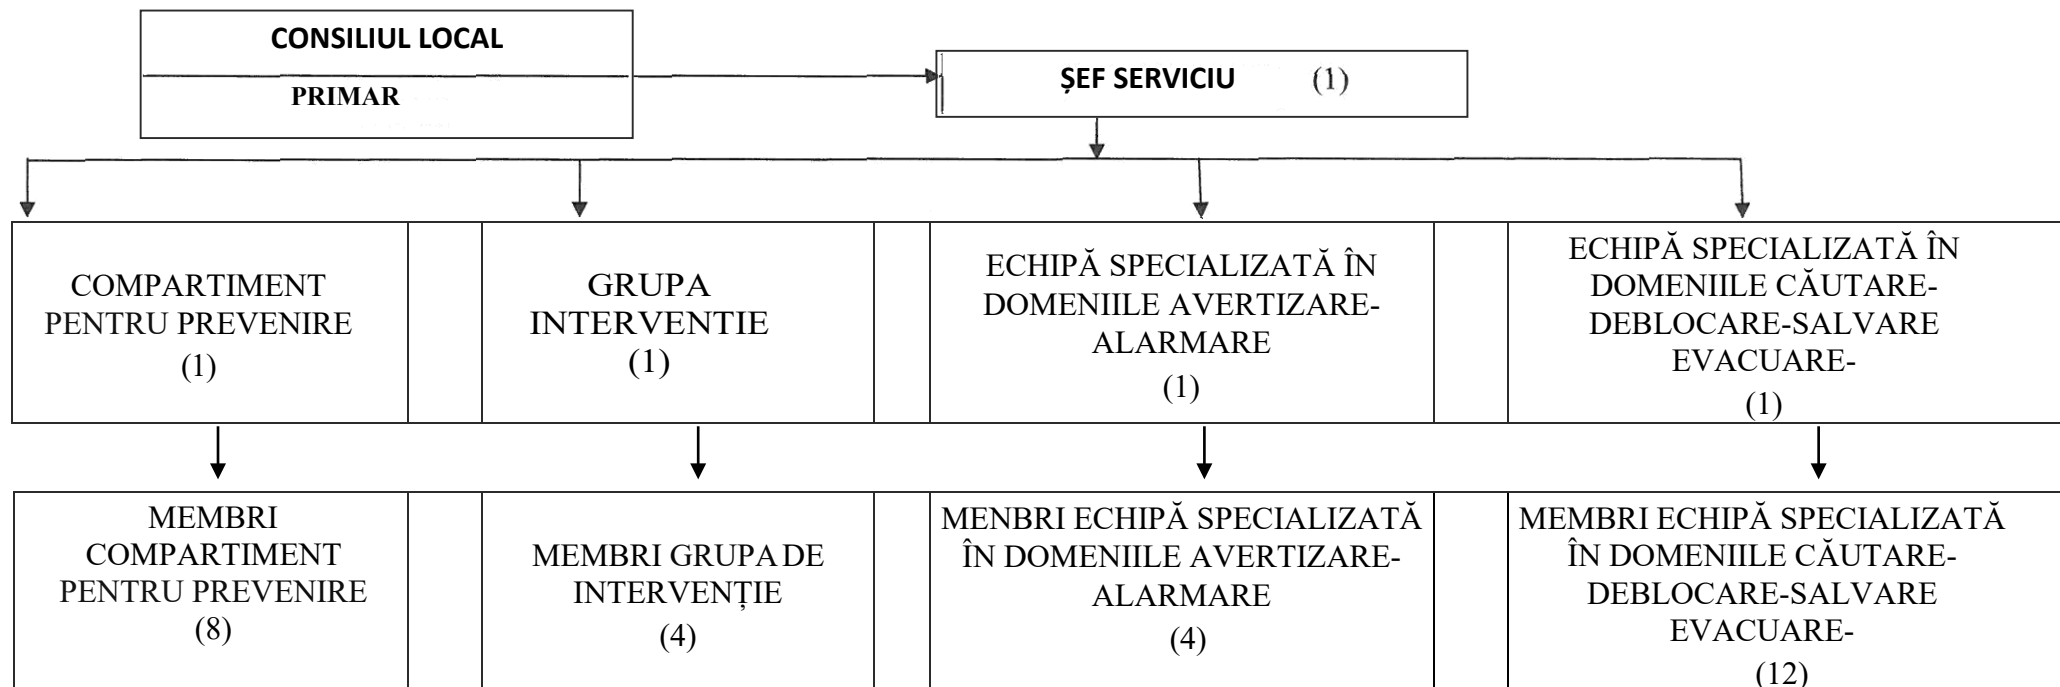 CONSILIUL LOCAL
PRIMAR
ȘEF SERVICIU (1)
COMPARTIMENT
PENTRU PREVENIRE
(1)
GRUPA
INTERVENTIE
(1)
ECHIPĂ SPECIALIZATĂ ÎN
DOMENIILE AVERTIZARE-
ALARMARE
(1)
ECHIPĂ SPECIALIZATĂ ÎN
DOMENIILE CĂUTARE-
DEBLOCARE-SALVARE
EVACUARE-
(1)
MEMBRI
COMPARTIMENT
PENTRU PREVENIRE
(8)
MEMBRI GRUPA DE
INTERVENȚIE
(4)
MENBRI ECHIPĂ SPECIALIZATĂ
ÎN DOMENIILE AVERTIZARE-
ALARMARE
(4)
MEMBRI ECHIPĂ SPECIALIZATĂ
ÎN DOMENIILE CĂUTARE-
DEBLOCARE-SALVARE
EVACUARE-
(12)